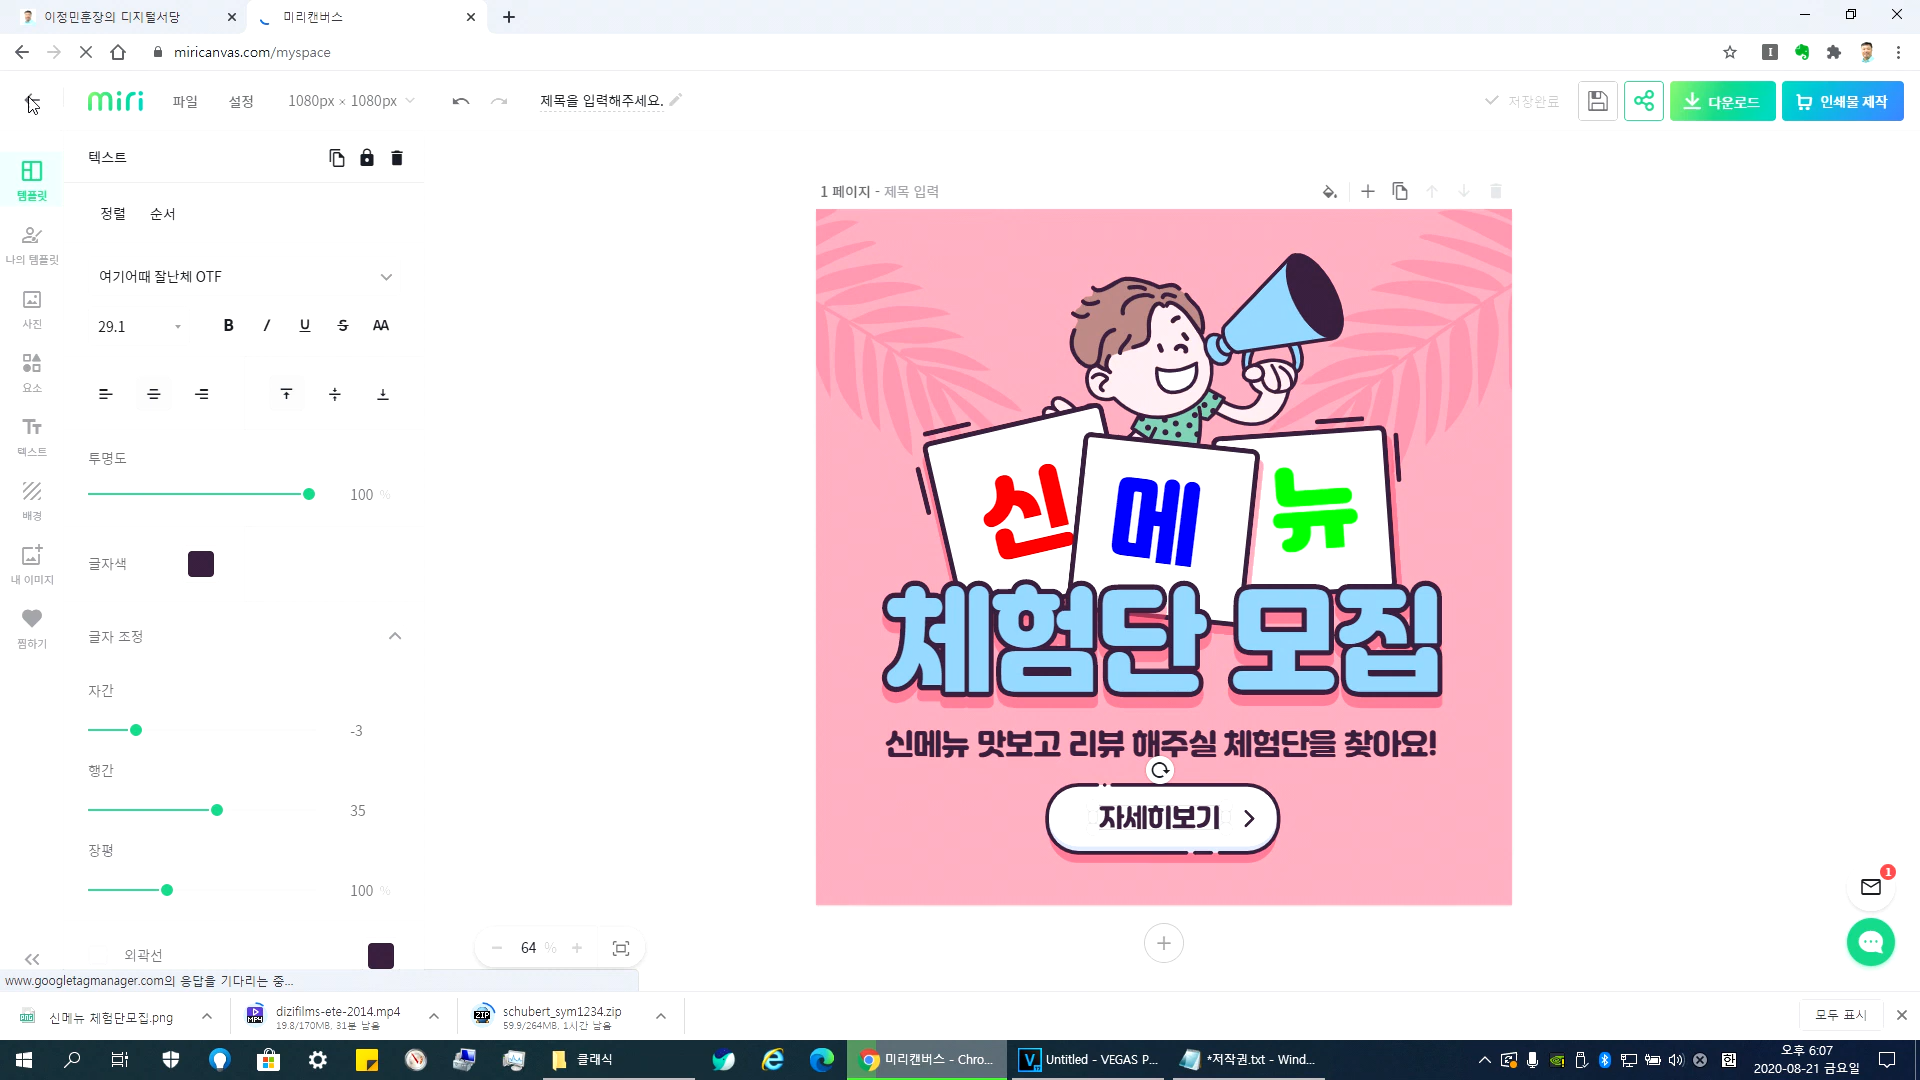 이정민훈장의 디지털서당
미리캔버스
miricanvas.com/myspace
miri
파일
설정
1080px × 1080px
제목을 입력해주세요.
저장완료
다운로드
인쇄물 제작
템플릿
나의 템플릿
사진
요소
텍스트
배경
내 이미지
찜하기
텍스트
정렬
순서
여기어때 잘난체 OTF
29.1
B
I
U
S
AA
투명도
100 %
글자색
글자 조정
자간
-3
행간
35
장평
100 %
외곽선
1 페이지 - 제목 입력
신
메
뉴
체험단 모집
신메뉴 맛보고 리뷰 해주실 체험단을 찾아요!
자세히보기
64 %
1
www.googletagmanager.com의 응답을 기다리는 중...
신메뉴 체험단모집.png
dizifilms-ete-2014.mp4
19.8/170MB, 31분 남음
schubert_sym1234.zip
59.9/264MB, 1시간 남음
모두 표시
클래식
미리캔버스 - Chro...
Untitled - VEGAS P...
*저작권.txt - Wind...
한
오후 6:07
2020-08-21 금요일